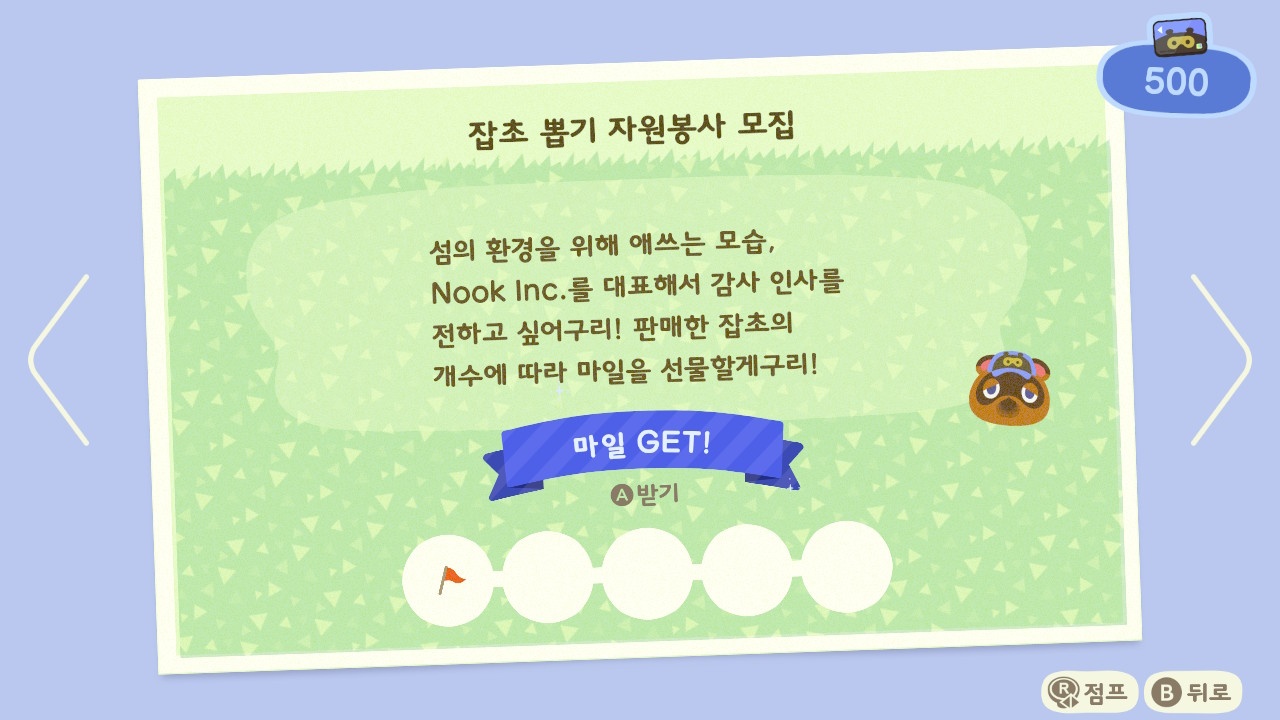 500
잡초 뽑기 자원봉사 모집
섬의 환경을 위해 애쓰는 모습,
Nook Inc.를 대표해서 감사 인사를
전하고 싶어구리! 판매한 잡초의
개수에 따라 마일을 선물할게구리!
마일 GET!
A 받기
R 점프 B 뒤로